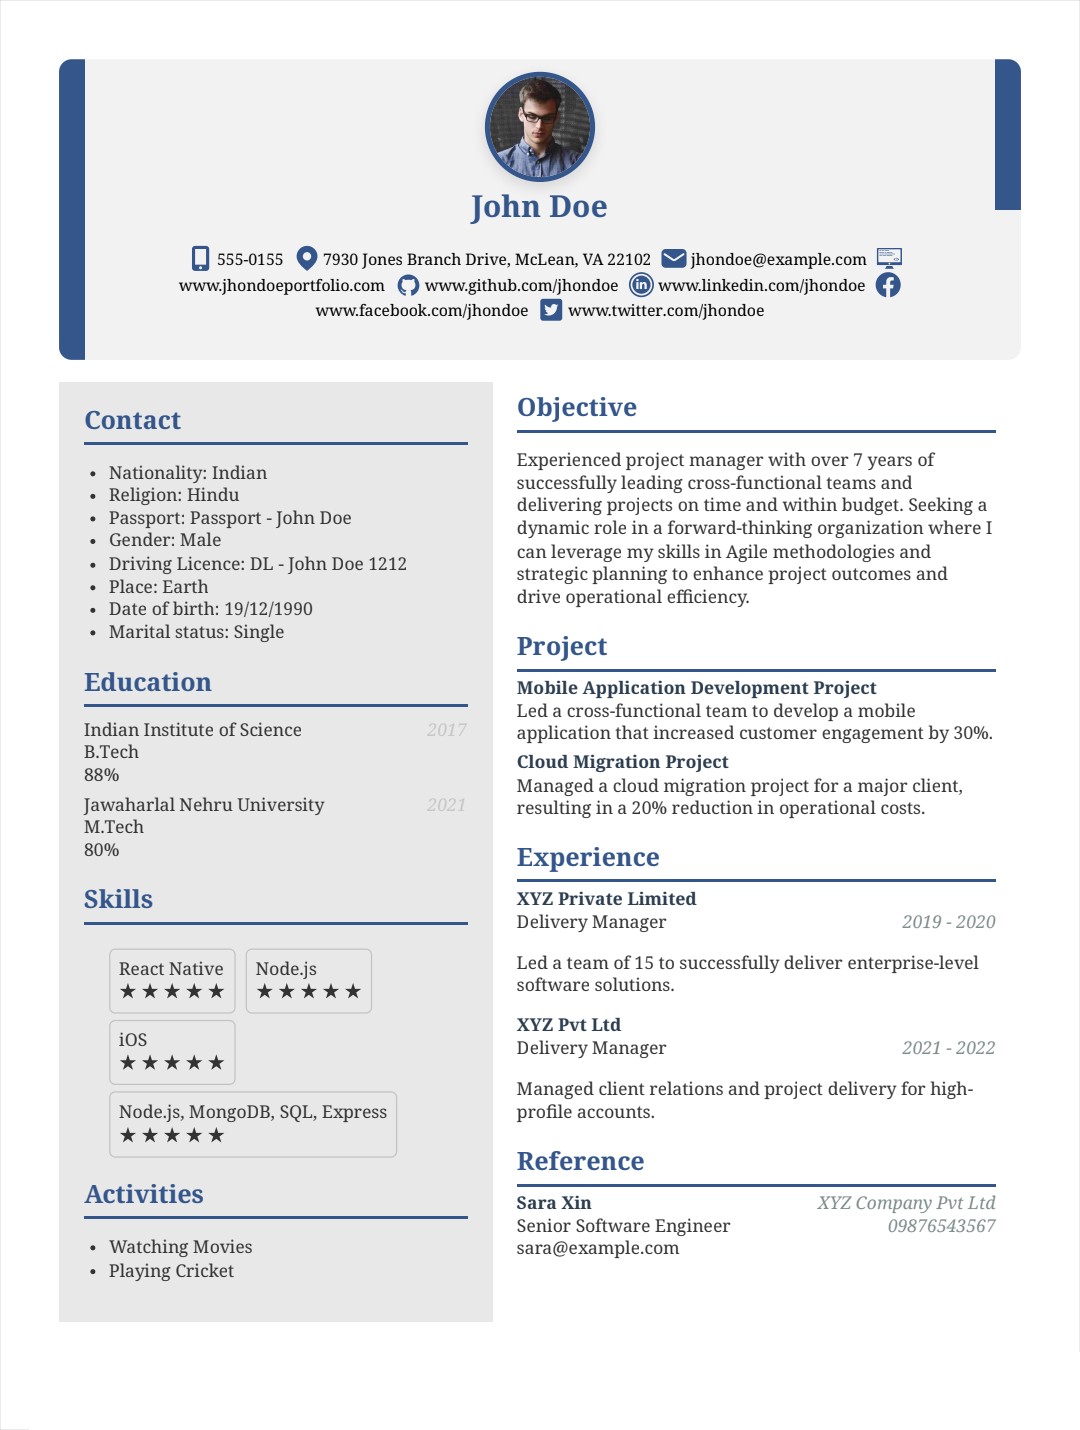 John Doe
555-0155 7930 Jones Branch Drive, McLean, VA 22102 jhondoe@example.com
www.jhondoeportfolio.com www.github.com/jhondoe www.linkedin.com/jhondoe
www.facebook.com/jhondoe www.twitter.com/jhondoe
Contact
• Nationality: Indian
• Religion: Hindu
• Passport: Passport - John Doe
• Gender: Male
• Driving Licence: DL - John Doe 1212
• Place: Earth
• Date of birth: 19/12/1990
• Marital status: Single
Education
Indian Institute of Science 2017
B.Tech
88%
Jawaharlal Nehru University 2021
M.Tech
80%
Skills
React Native Node.js
★★★★★ ★★★★★
iOS
★★★★★
Node.js, MongoDB, SQL, Express
★★★★★
Activities
• Watching Movies
• Playing Cricket
Objective
Experienced project manager with over 7 years of
successfully leading cross-functional teams and
delivering projects on time and within budget. Seeking a
dynamic role in a forward-thinking organization where I
can leverage my skills in Agile methodologies and
strategic planning to enhance project outcomes and
drive operational efficiency.
Project
Mobile Application Development Project
Led a cross-functional team to develop a mobile
application that increased customer engagement by 30%.
Cloud Migration Project
Managed a cloud migration project for a major client,
resulting in a 20% reduction in operational costs.
Experience
XYZ Private Limited
Delivery Manager 2019 - 2020
Led a team of 15 to successfully deliver enterprise-level
software solutions.
XYZ Pvt Ltd
Delivery Manager 2021 - 2022
Managed client relations and project delivery for high-
profile accounts.
Reference
Sara Xin XYZ Company Pvt Ltd
Senior Software Engineer 09876543567
sara@example.com